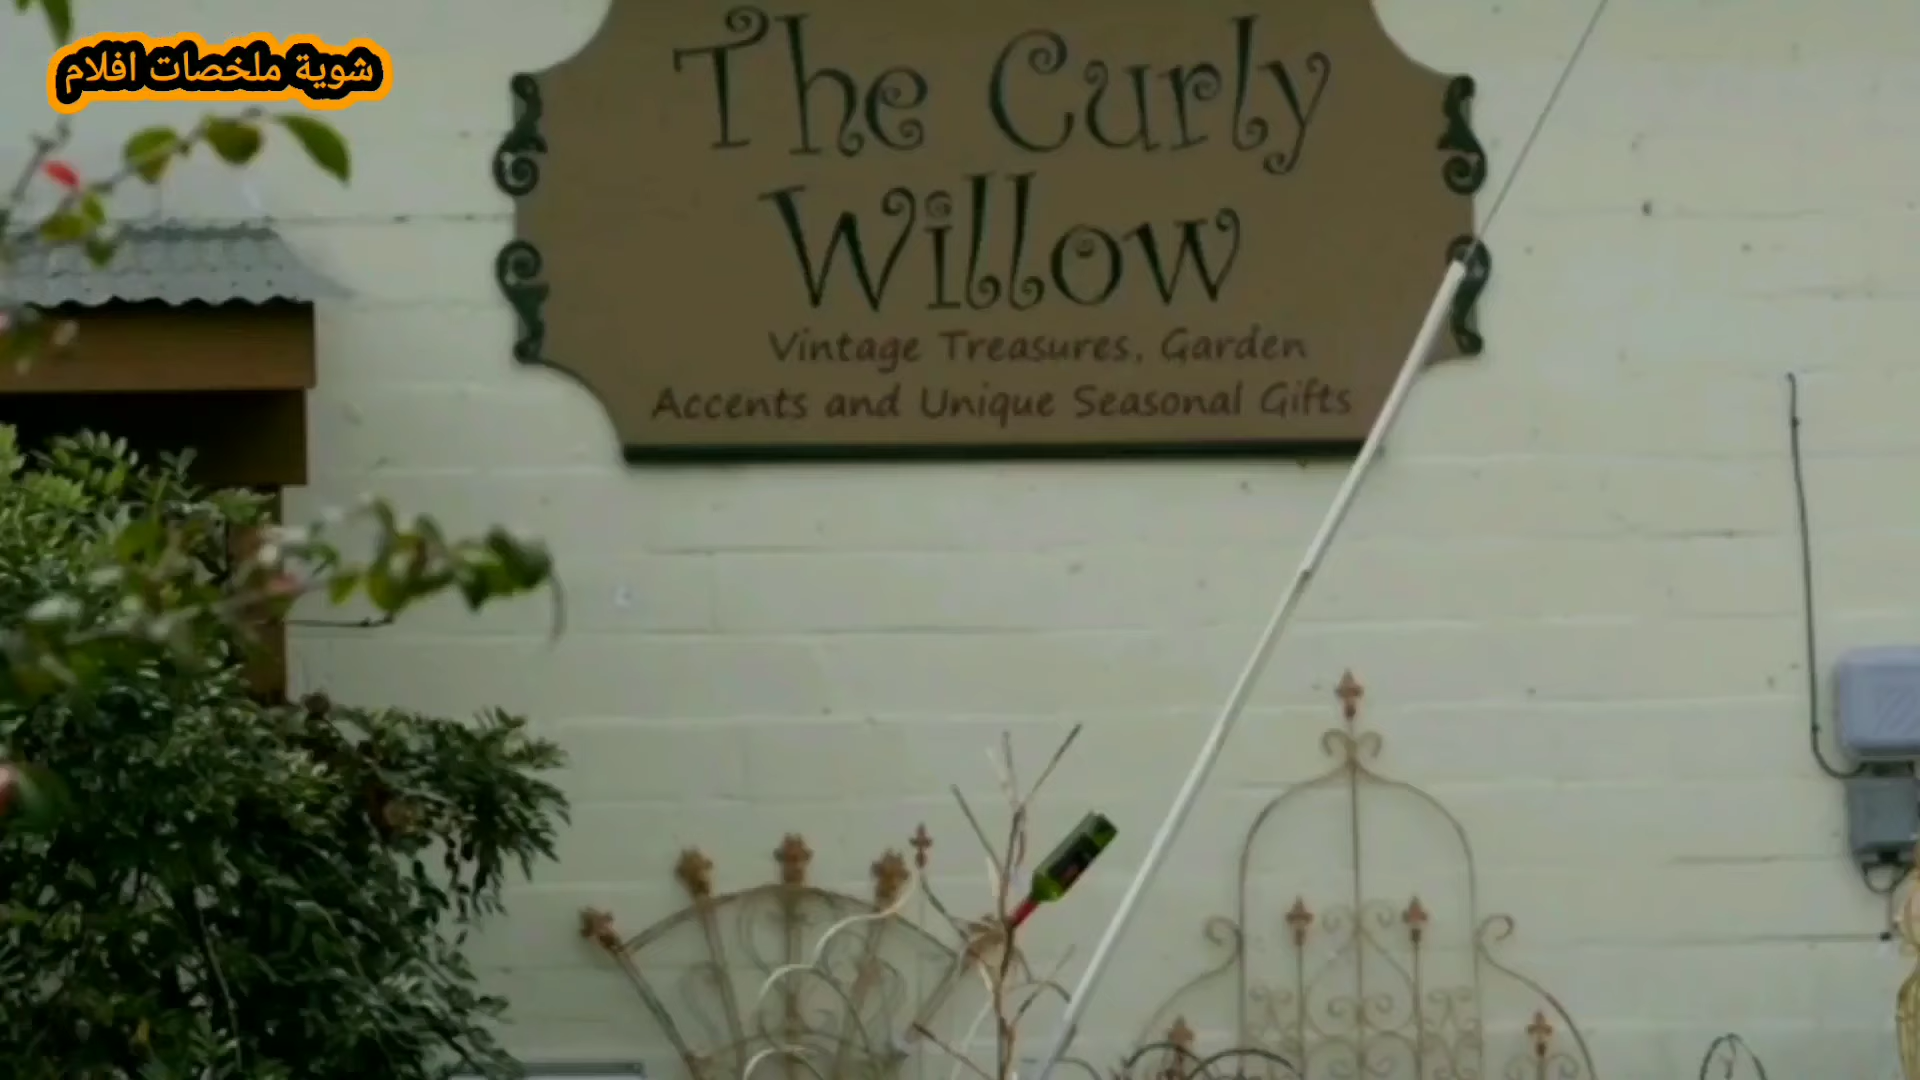 شوية ملخصات افلام
The Curly
Willow
Vintage Treasures, Garden
Accents and Unique Seasonal Gifts